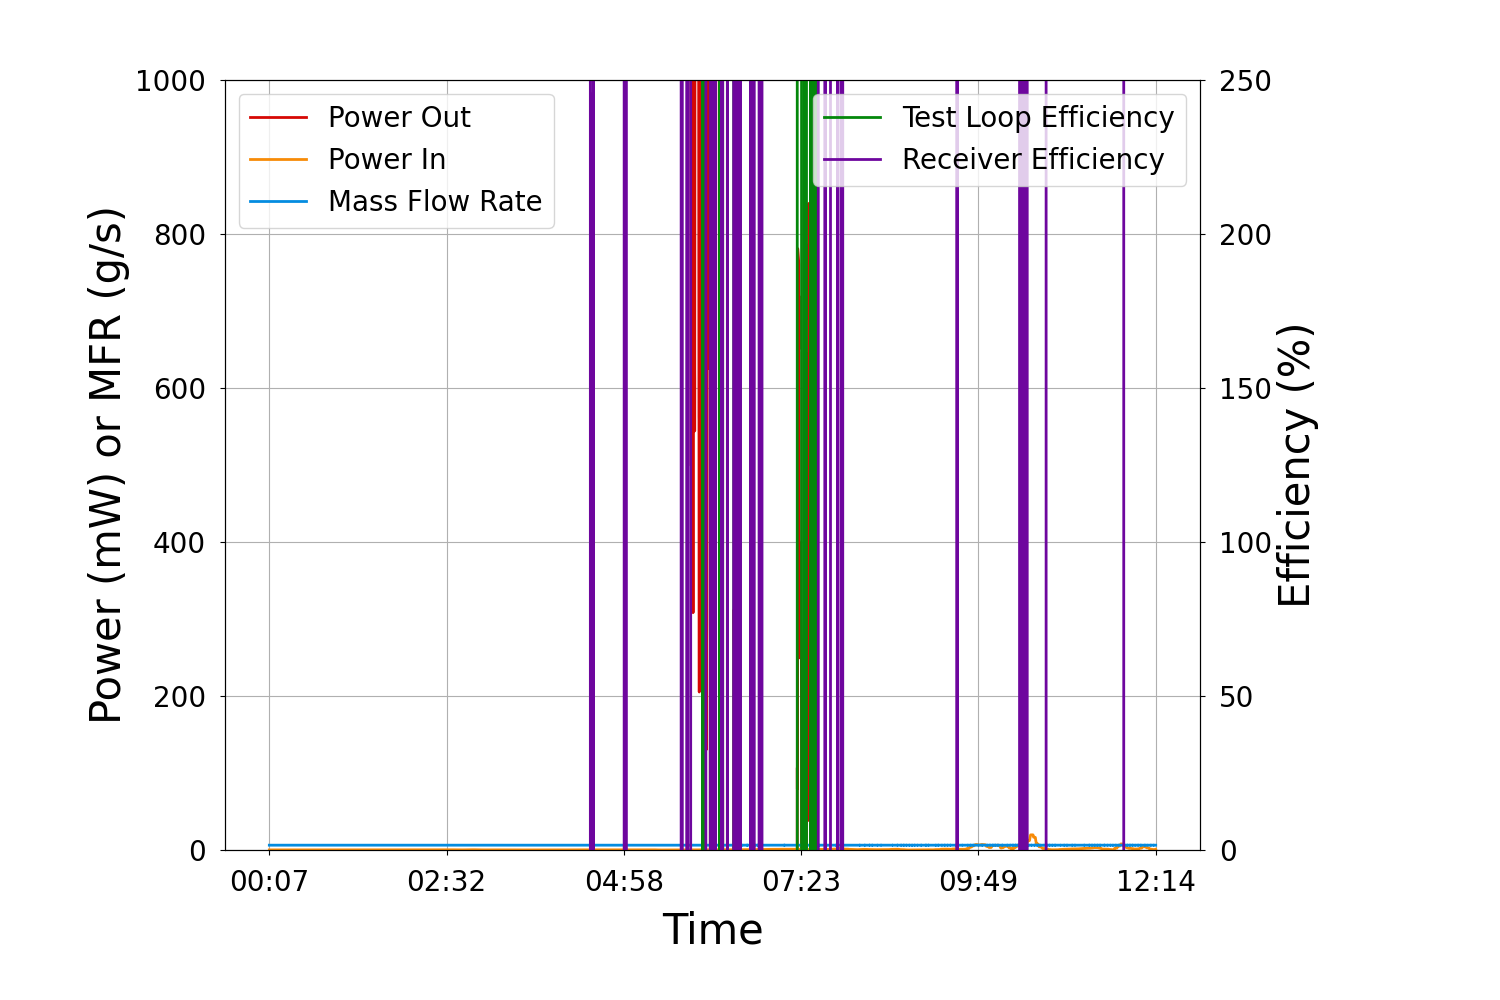 1000
800
600
400
200
0
Power (mW) or MFR (g/s)
Power Out
Power In
Mass Flow Rate
Test Loop Efficiency
Receiver Efficiency
250
200
150
100
50
0
Efficiency (%)
00:07 02:32 04:58 07:23 09:49 12:14
Time